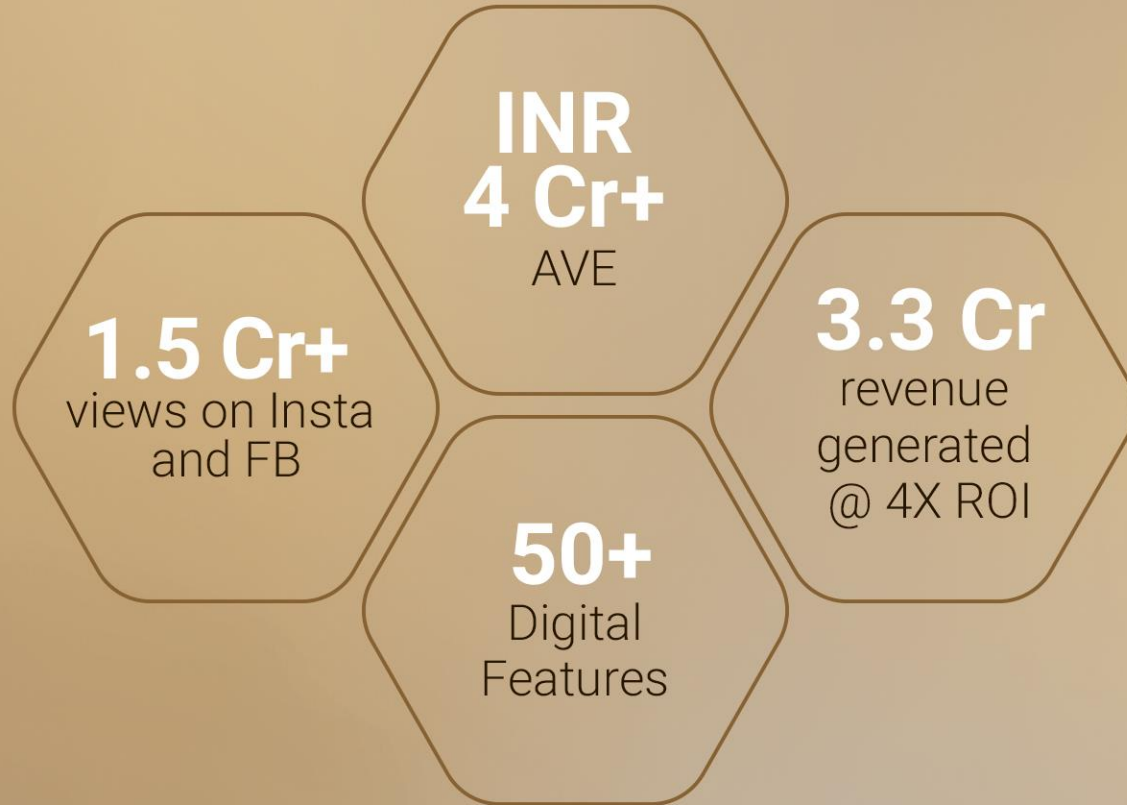 INR
4 Cr+
AVE
1.5 Cr+
views on Insta
and FB
3.3 Cr
revenue
generated
@ 4X ROI
50+
Digital
Features